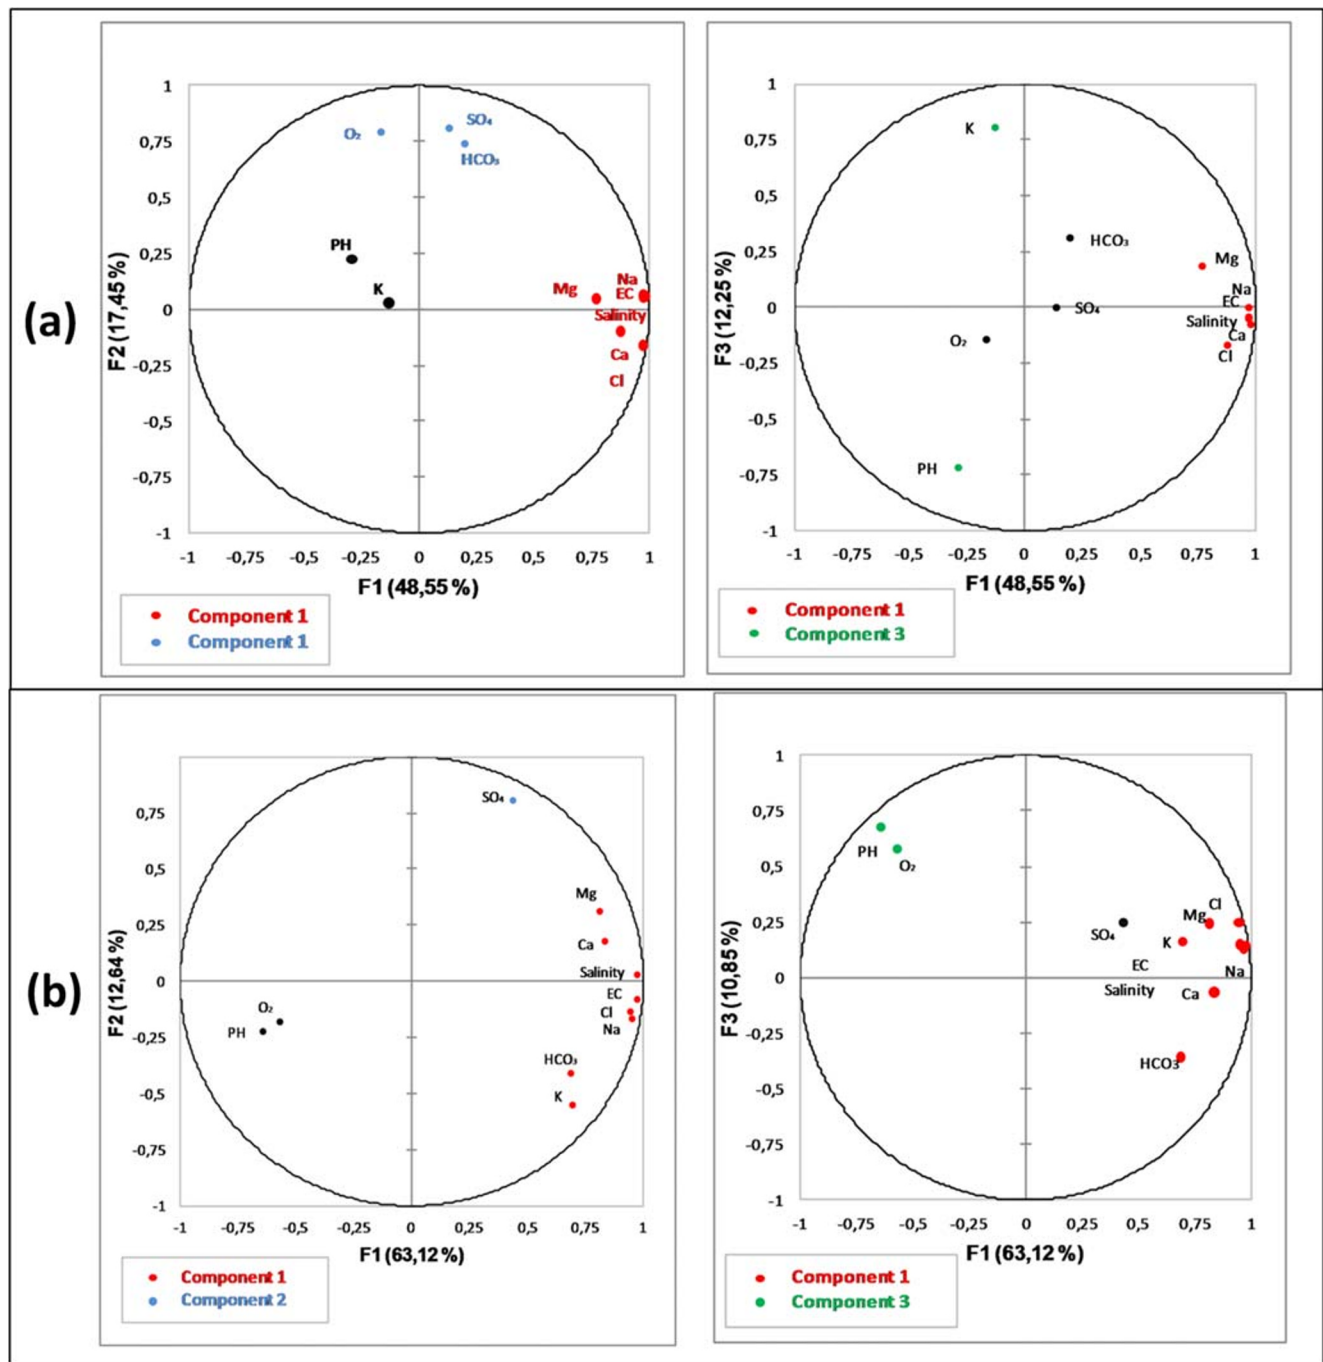 (a)
1
0,75
0,5
0,25
0
-0,25
-0,5
-0,75
-1
F2 (17,45 %)
O₂
SO₄
HCO₃
PH
K
Mg
Na
EC
Salinity
Ca
Cl
-1 -0,75 -0,5 -0,25 0 0,25 0,5 0,75 1
F1 (48,55 %)
Component 1
Component 1
1
0,75
0,5
0,25
0
-0,25
-0,5
-0,75
-1
F3 (12,25 %)
K
HCO₃
Mg
Na
EC
SO₄
Salinity
Ca
Cl
O₂
PH
-1 -0,75 -0,5 -0,25 0 0,25 0,5 0,75 1
F1 (48,55 %)
Component 1
Component 3
(b)
0,75
0,25
0
-0,25
-0,5
-0,75
-1
F2 (12,64 %)
SO₄
Mg
Ca
Salinity
EC
Cl
Na
O₂
PH
HCO₃
K
-1 -0,75 -0,5 -0,25 0 0,25 0,5 0,75 1
F1 (63,12 %)
Component 1
Component 2
1
0,75
0,5
0,25
0
-0,25
-0,5
-0,75
-1
F3 (10,85 %)
PH
O₂
Cl
Mg
SO₄
K
EC
Na
Salinity
Ca
HCO3
-1 -0,75 -0,5 -0,25 0 0,25 0,5 0,75 1
F1 (63,12 %)
Component 1
Component 3